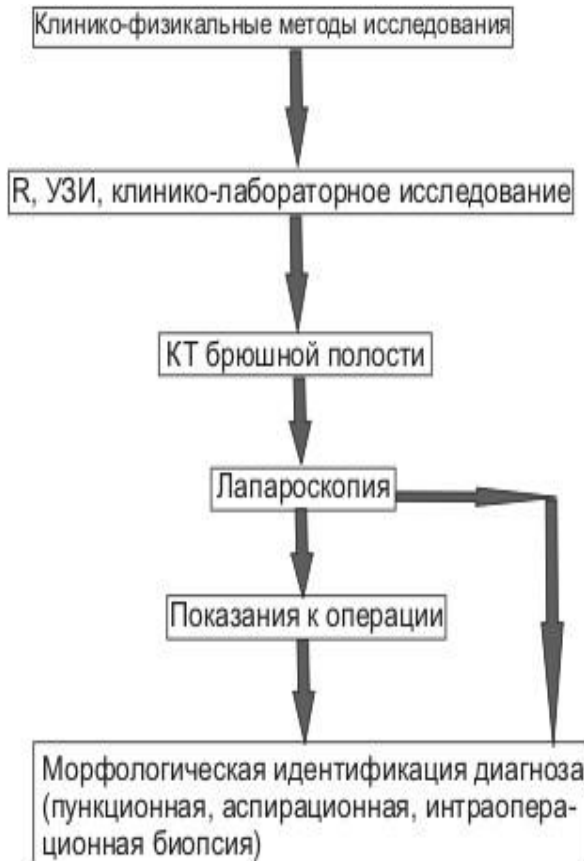 Клинико-физикальные методы исследования
R, УЗИ, клинико-лабораторное исследование
КТ брюшной полости
Лапароскопия
Показания к операции
Морфологическая идентификация диагноза
(пункционная, аспирационная, интраопера-
ционная биопсия)